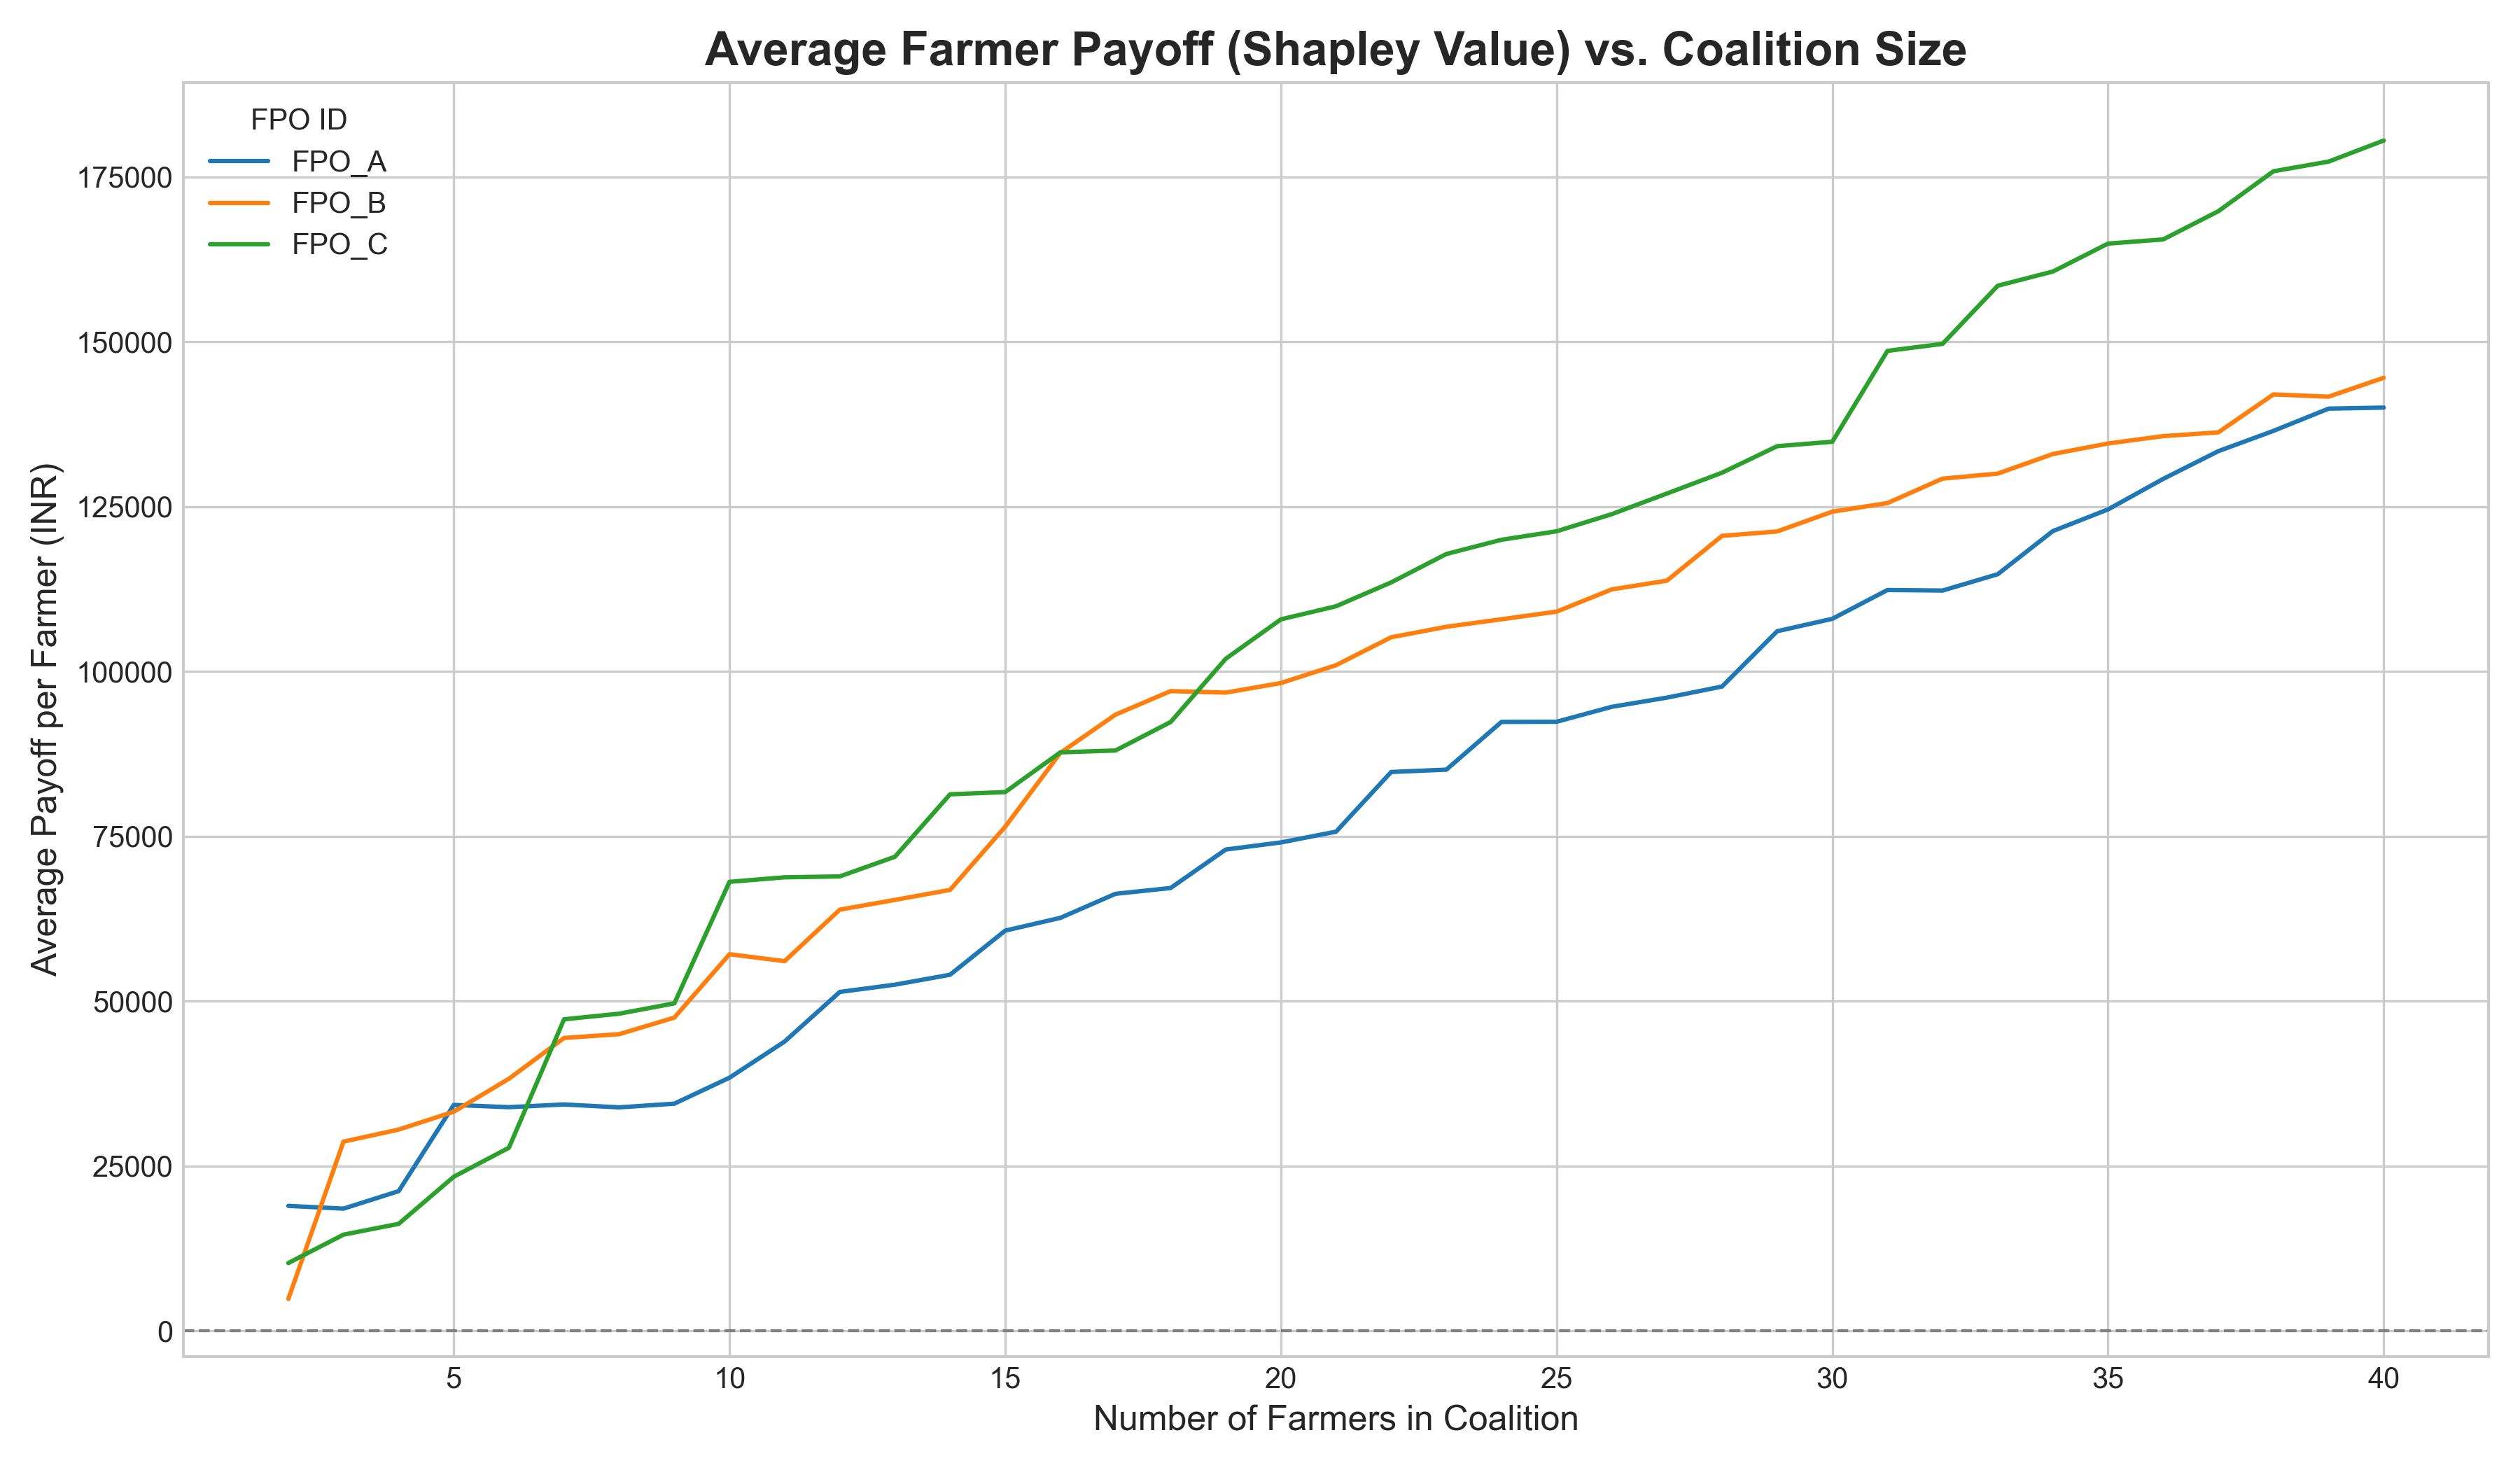 Average Farmer Payoff (Shapley Value) vs. Coalition Size
FPO ID
FPO_A
FPO_B
FPO_C
175000
150000
125000
100000
75000
50000
25000
0
Average Payoff per Farmer (INR)
5 10 15 20 25 30 35 40
Number of Farmers in Coalition